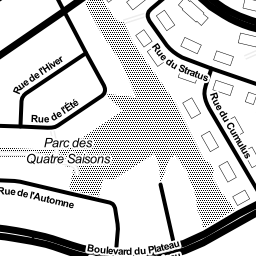 Rue du Stratus
Rue de l'Hiver
Rue de l'Été
Rue du Cumulus
Parc des
Quatre Saisons
Rue de l'Automne
Boulevard du Plateau